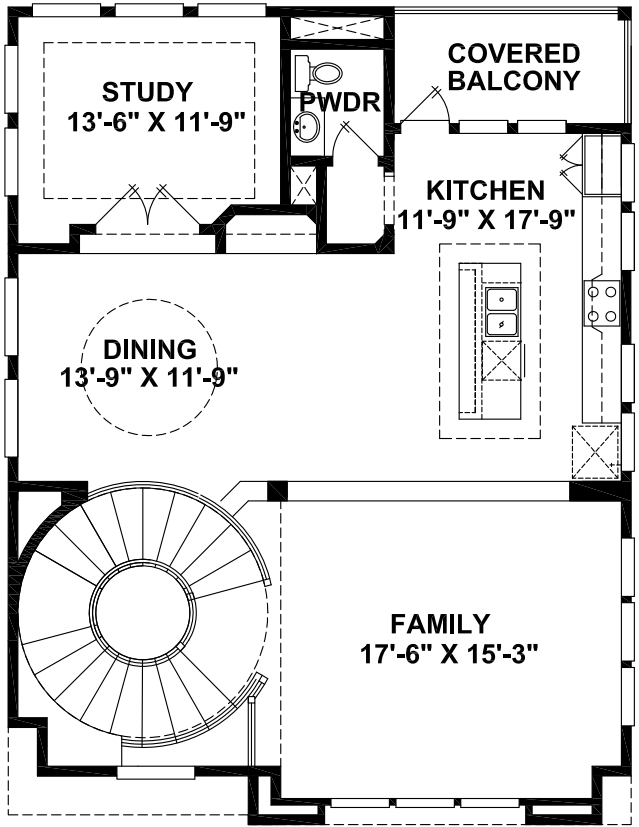 COVERED
BALCONY
STUDY
13'-6" X 11'-9"
PWDR
KITCHEN
11'-9" X 17'-9"
DINING
13'-9" X 11'-9"
FAMILY
17'-6" X 15'-3"